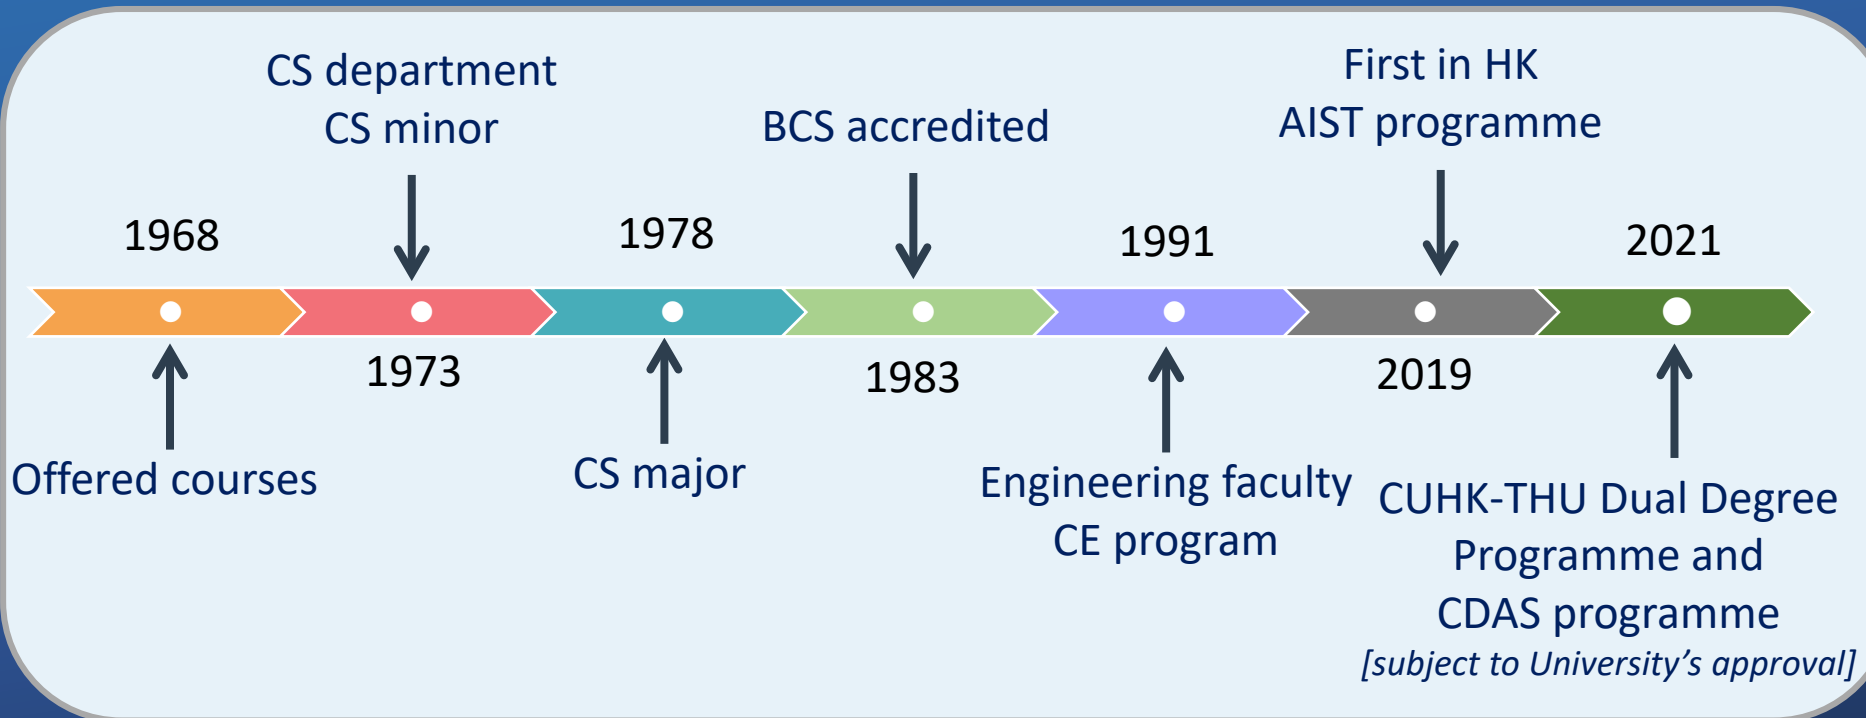 CS department
CS minor
BCS accredited
First in HK
AIST programme
1968
1978
1991
2021
1973
1983
2019
Offered courses
CS major
Engineering faculty
CE program
CUHK-THU Dual Degree
Programme and
CDAS programme
[subject to University’s approval]